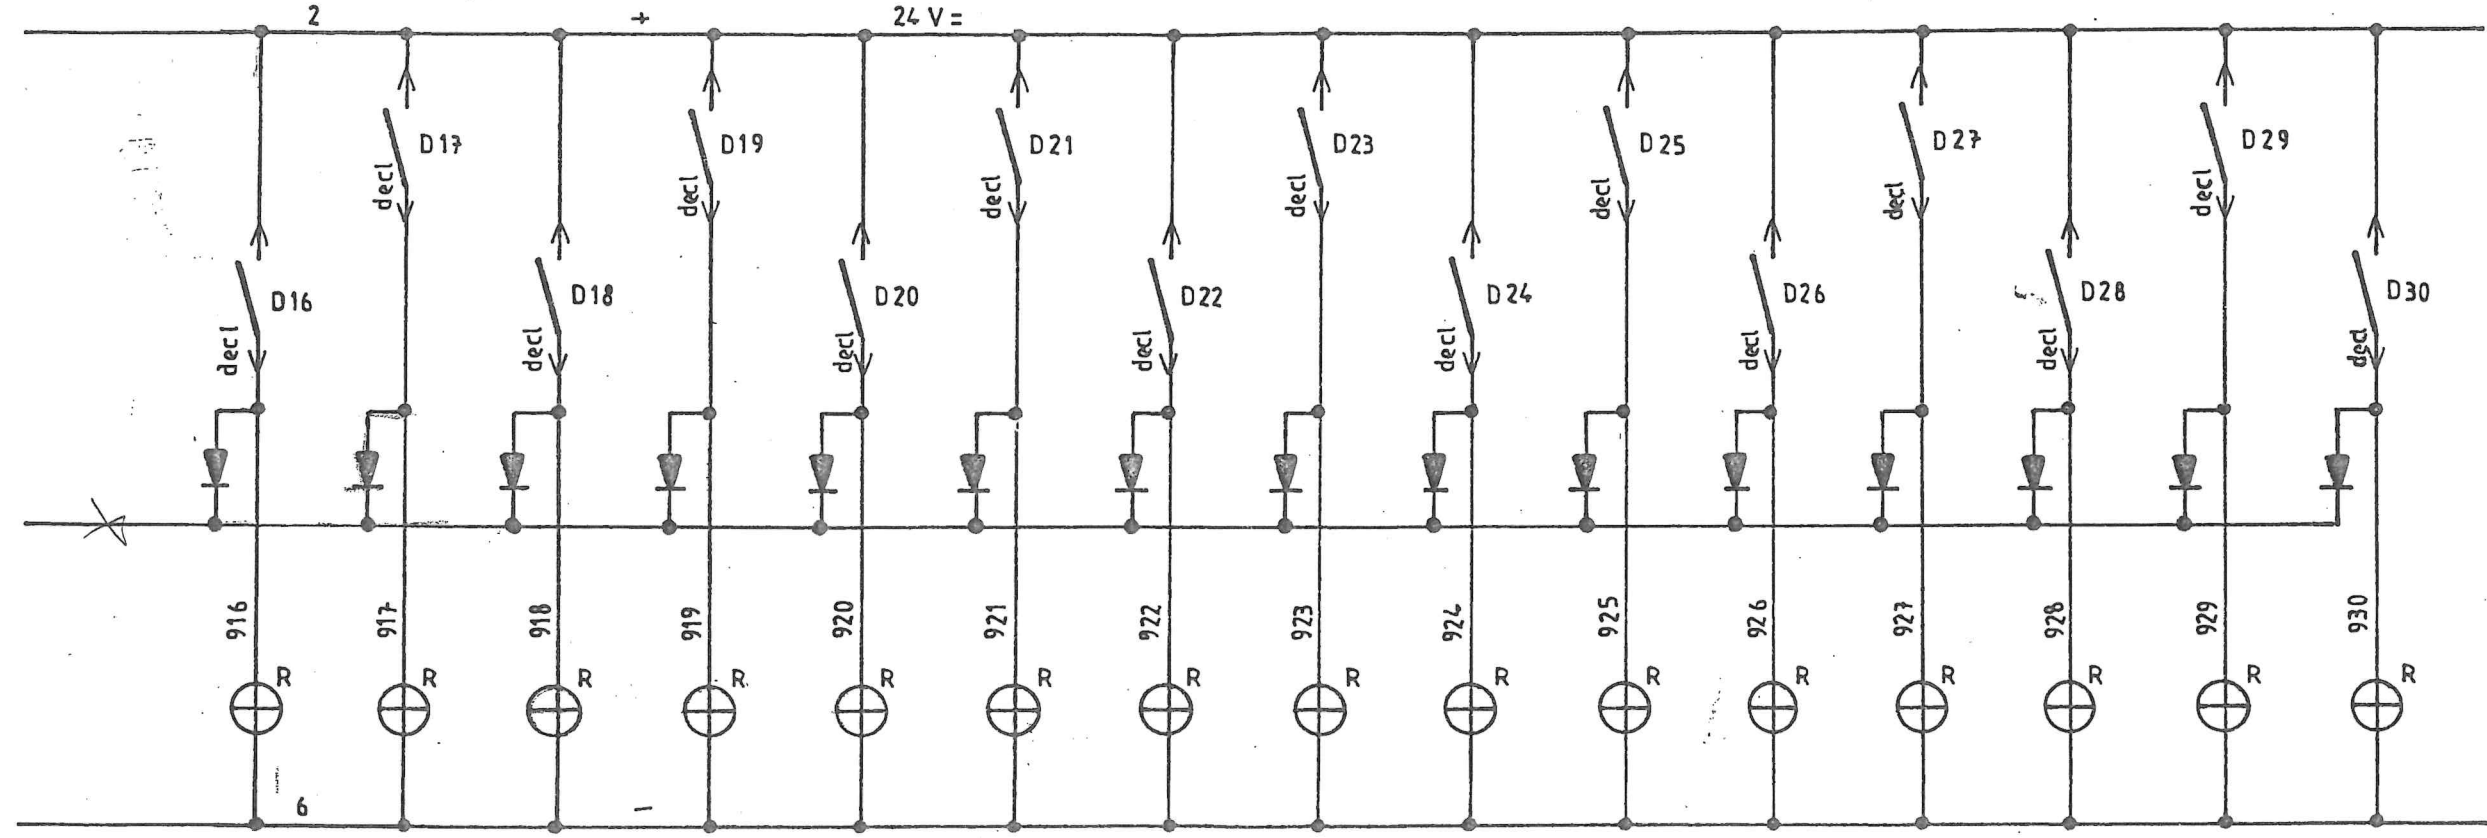 2 + 24 V =
D17 D19 D21 D23 D25 D27 D29
decl decl decl decl decl decl decl
D16 D18 D20 D22 D24 D26 D28 D30
decl decl decl decl decl decl decl decl
916 917 918 919 920 921 922 923 924 925 926 927 928 929 930
R R R R R R R R R R R R R R R
6 −